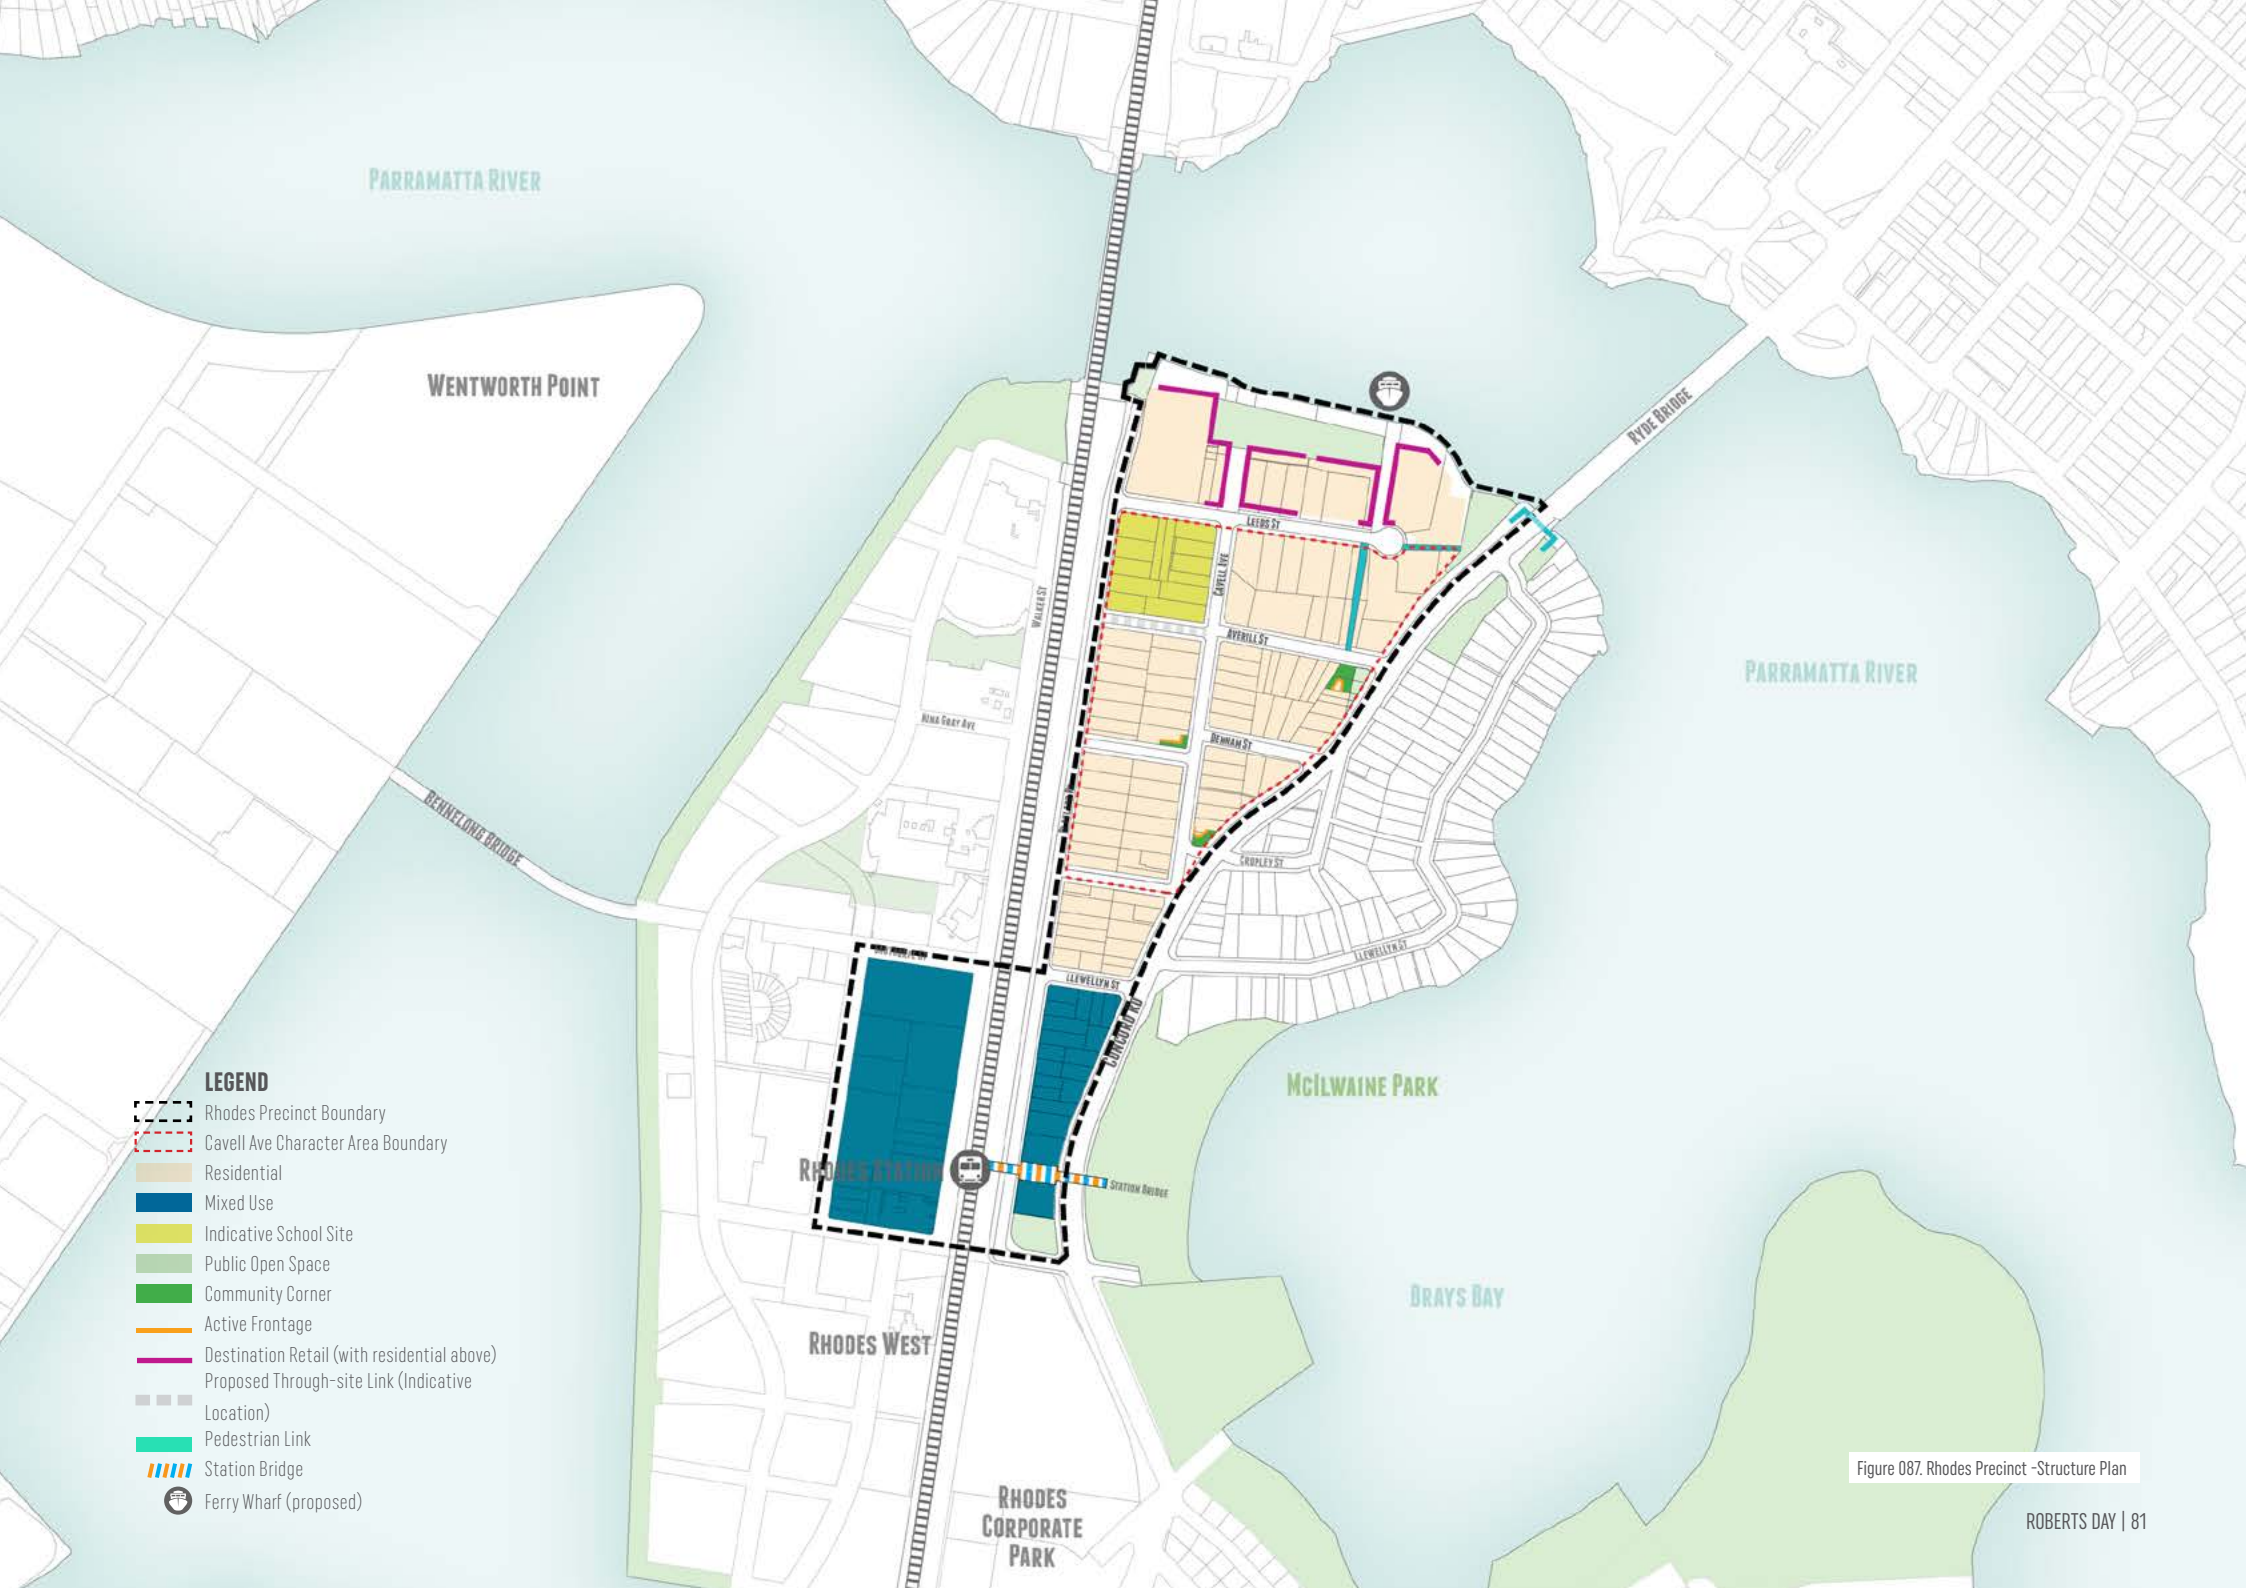 PARRAMATTA RIVER
WENTWORTH POINT
RYDE BRIDGE
LEEDS ST
CAVELL AVE
WALKER ST
AVERILL ST
PARRAMATTA RIVER
NINA GRAY AVE
DENHAM ST
BENNELONG BRIDGE
CROPLEY ST
LLEWELLYN ST
LLEWELLYN ST
CONCORD RD
MCILWAINE PARK
RHODES STATION
STATION BRIDGE
BRAYS BAY
RHODES WEST
RHODES
CORPORATE
PARK
LEGEND
Rhodes Precinct Boundary
Cavell Ave Character Area Boundary
Residential
Mixed Use
Indicative School Site
Public Open Space
Community Corner
Active Frontage
Destination Retail (with residential above)
Proposed Through-site Link (Indicative
Location)
Pedestrian Link
Station Bridge
Ferry Wharf (proposed)
Figure 087. Rhodes Precinct -Structure Plan
ROBERTS DAY | 81